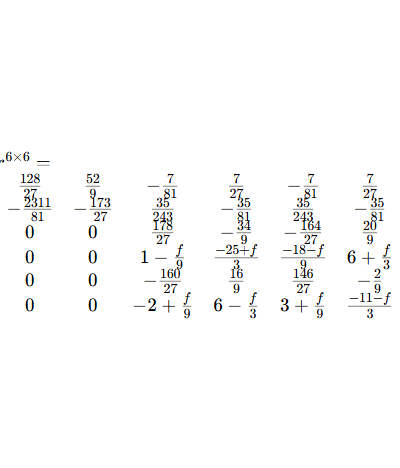 6×6 =
128/27 52/9 −7/81 7/27 −7/81 7/27
−2311/81 −173/27 35/243 −35/81 35/243 −35/81
0 0 178/27 −34/9 −164/27 20/9
0 0 1 − f/9 (−25+f)/3 (−18−f)/9 6 + f/3
0 0 −160/27 16/9 146/27 −2/9
0 0 −2 + f/9 6 − f/3 3 + f/9 (−11−f)/3